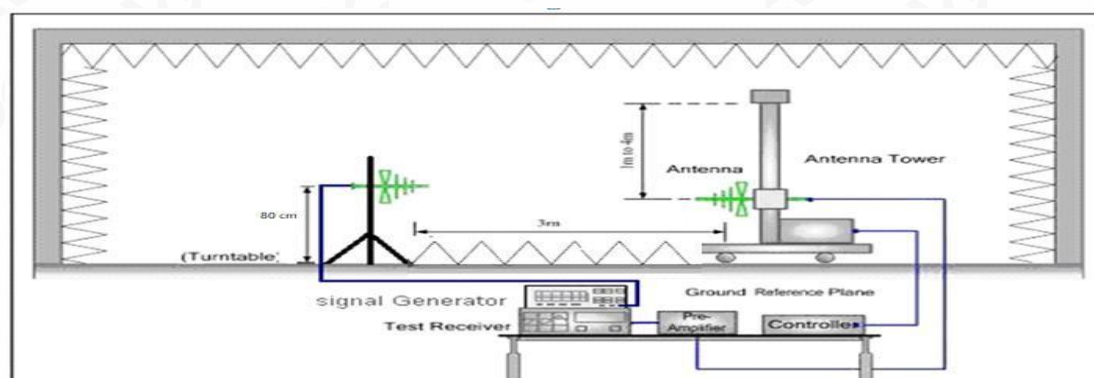 1m to 4m
Antenna
Antenna Tower
80 cm
3m
(Turntable)
signal Generator
Ground Reference Plane
Test Receiver
Pre-
Amplifier
Controller